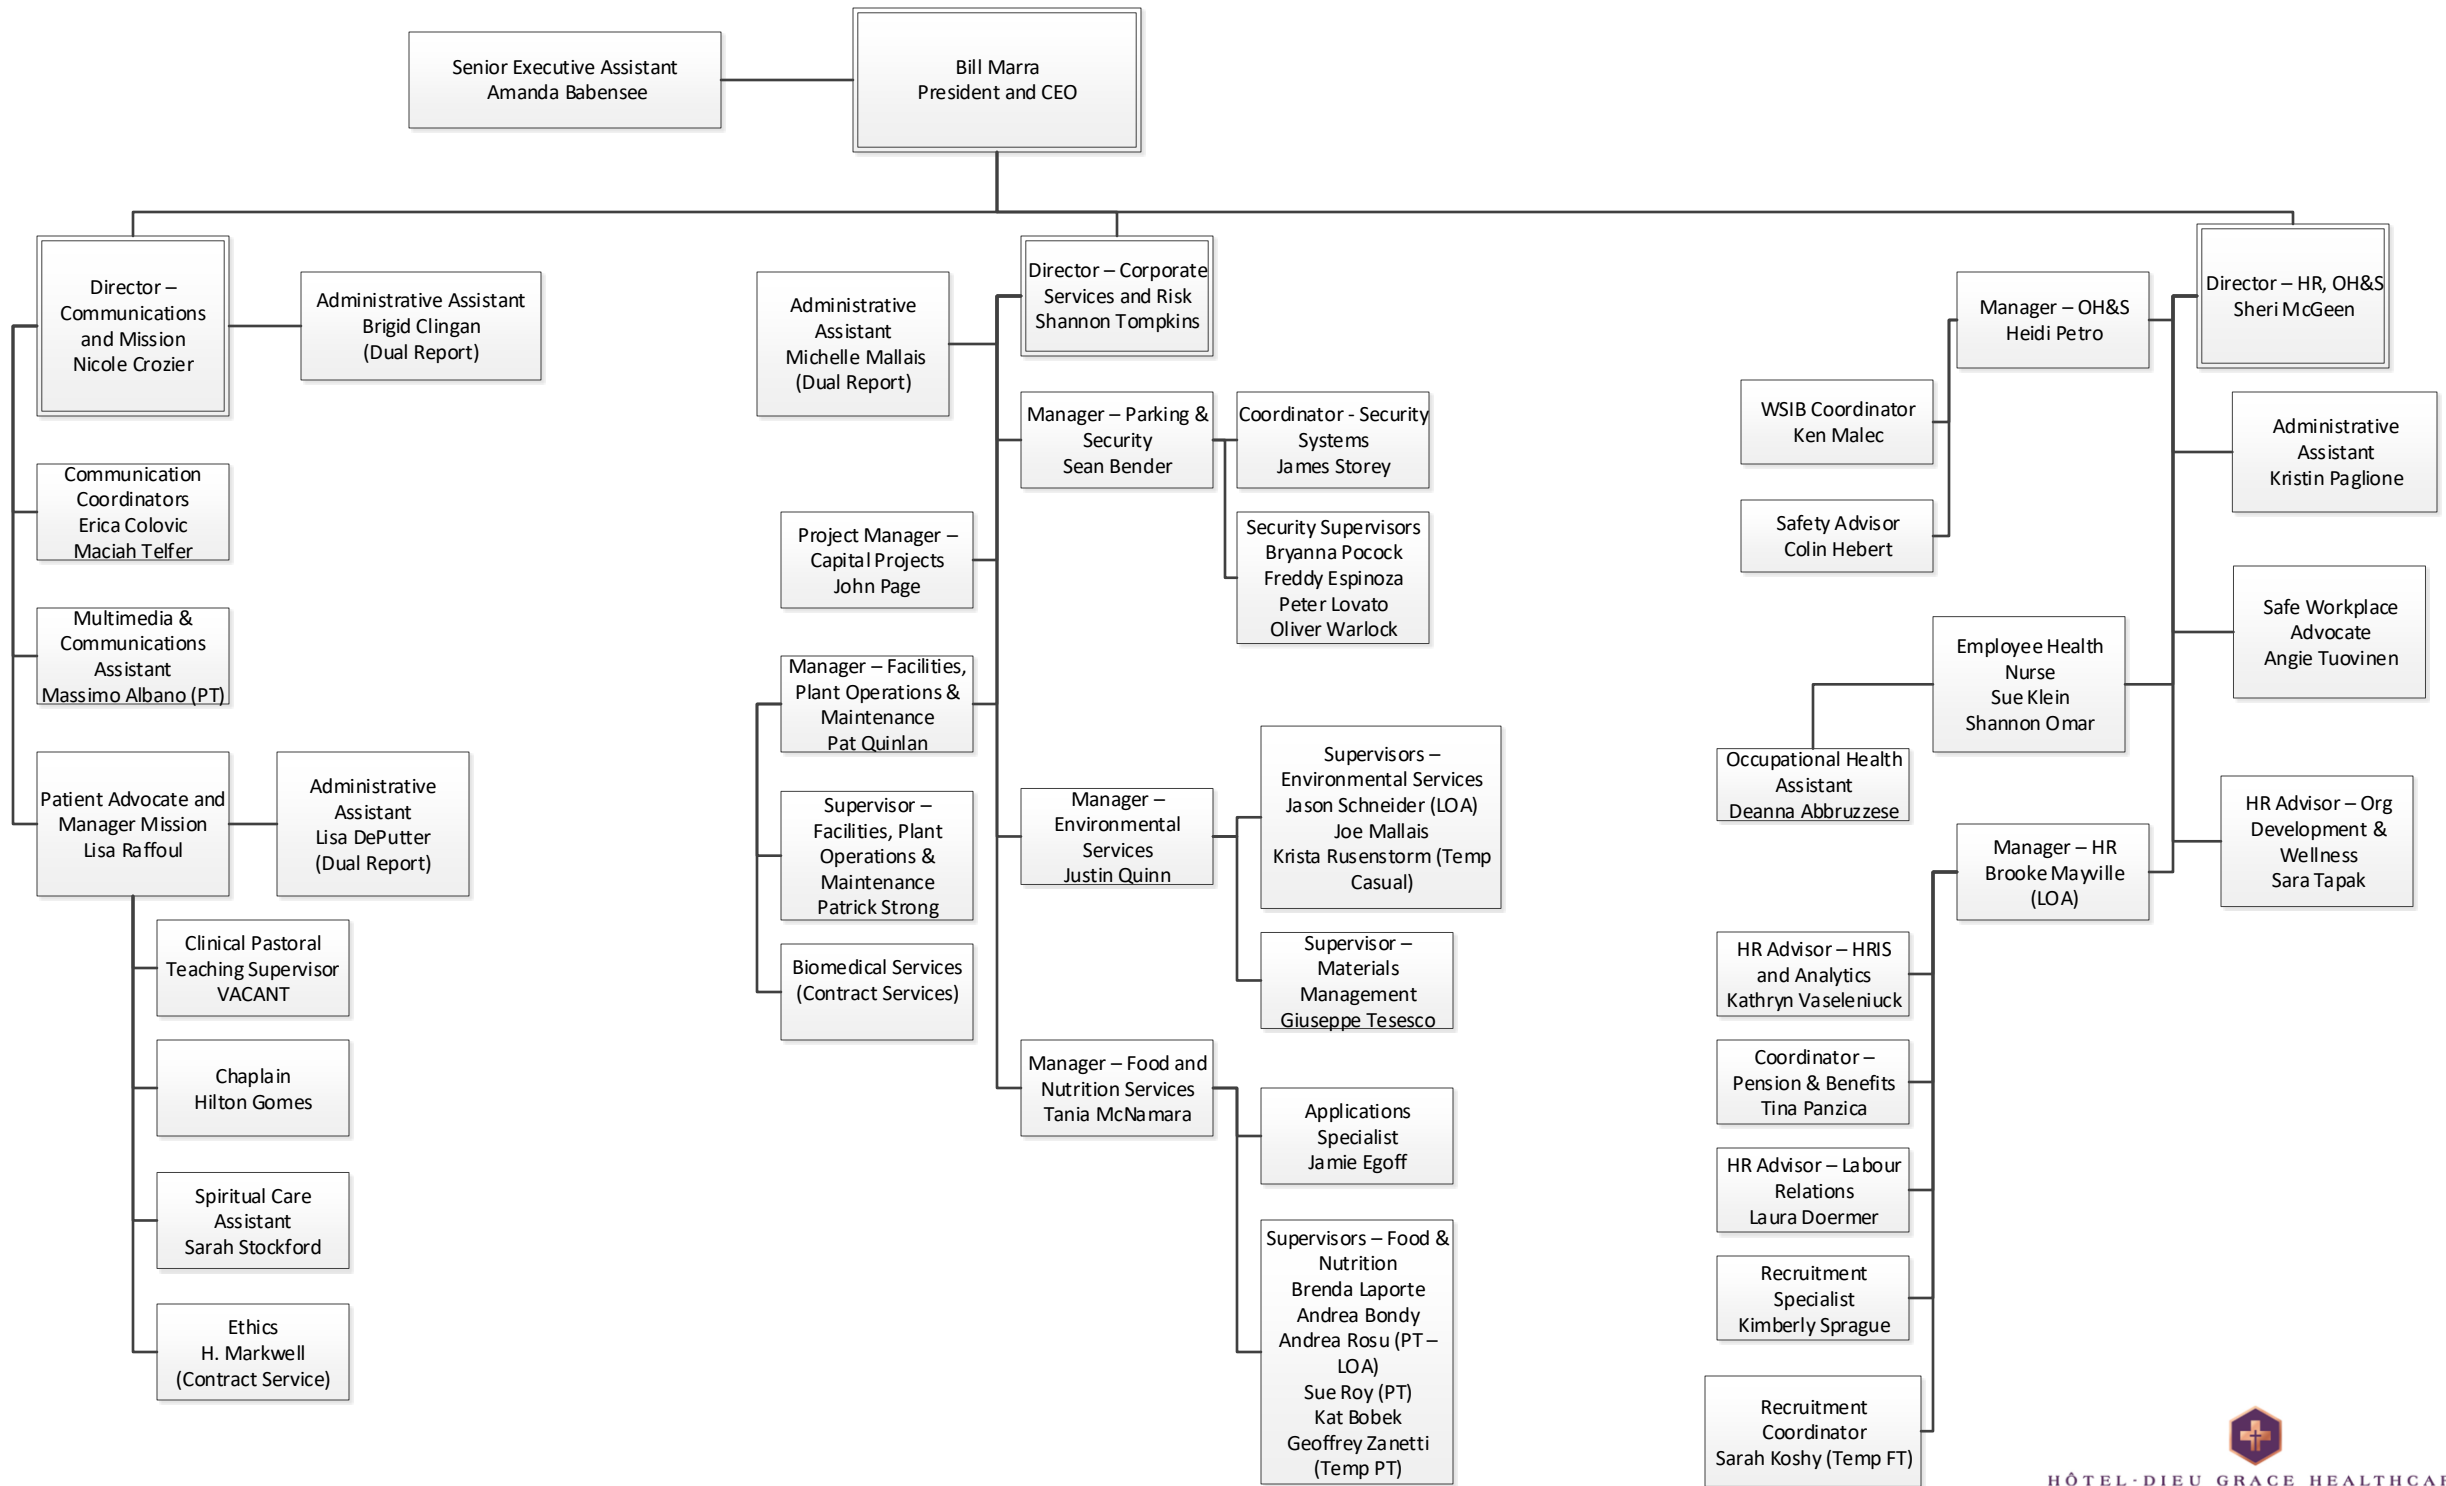 Senior Executive Assistant
Amanda Babensee
Bill Marra
President and CEO
Director –
Communications
and Mission
Nicole Crozier
Administrative Assistant
Brigid Clingan
(Dual Report)
Communication
Coordinators
Erica Colovic
Maciah Telfer
Multimedia &
Communications
Assistant
Massimo Albano (PT)
Patient Advocate and
Manager Mission
Lisa Raffoul
Administrative
Assistant
Lisa DePutter
(Dual Report)
Clinical Pastoral
Teaching Supervisor
VACANT
Chaplain
Hilton Gomes
Spiritual Care
Assistant
Sarah Stockford
Ethics
H. Markwell
(Contract Service)
Director – Corporate
Services and Risk
Shannon Tompkins
Administrative
Assistant
Michelle Mallais
(Dual Report)
Manager – Parking &
Security
Sean Bender
Coordinator - Security
Systems
James Storey
Security Supervisors
Bryanna Pocock
Freddy Espinoza
Peter Lovato
Oliver Warlock
Project Manager –
Capital Projects
John Page
Manager – Facilities,
Plant Operations &
Maintenance
Pat Quinlan
Supervisor –
Facilities, Plant
Operations &
Maintenance
Patrick Strong
Biomedical Services
(Contract Services)
Manager –
Environmental
Services
Justin Quinn
Supervisors –
Environmental Services
Jason Schneider (LOA)
Joe Mallais
Krista Rusenstorm (Temp
Casual)
Supervisor –
Materials
Management
Giuseppe Tesesco
Manager – Food and
Nutrition Services
Tania McNamara
Applications
Specialist
Jamie Egoff
Supervisors – Food &
Nutrition
Brenda Laporte
Andrea Bondy
Andrea Rosu (PT –
LOA)
Sue Roy (PT)
Kat Bobek
Geoffrey Zanetti
(Temp PT)
Director – HR, OH&S
Sheri McGeen
Manager – OH&S
Heidi Petro
WSIB Coordinator
Ken Malec
Safety Advisor
Colin Hebert
Administrative
Assistant
Kristin Paglione
Safe Workplace
Advocate
Angie Tuovinen
Employee Health
Nurse
Sue Klein
Shannon Omar
Occupational Health
Assistant
Deanna Abbruzzese
HR Advisor – Org
Development &
Wellness
Sara Tapak
Manager – HR
Brooke Mayville
(LOA)
HR Advisor – HRIS
and Analytics
Kathryn Vaseleniuck
Coordinator –
Pension & Benefits
Tina Panzica
HR Advisor – Labour
Relations
Laura Doermer
Recruitment
Specialist
Kimberly Sprague
Recruitment
Coordinator
Sarah Koshy (Temp FT)
HÔTEL-DIEU GRACE